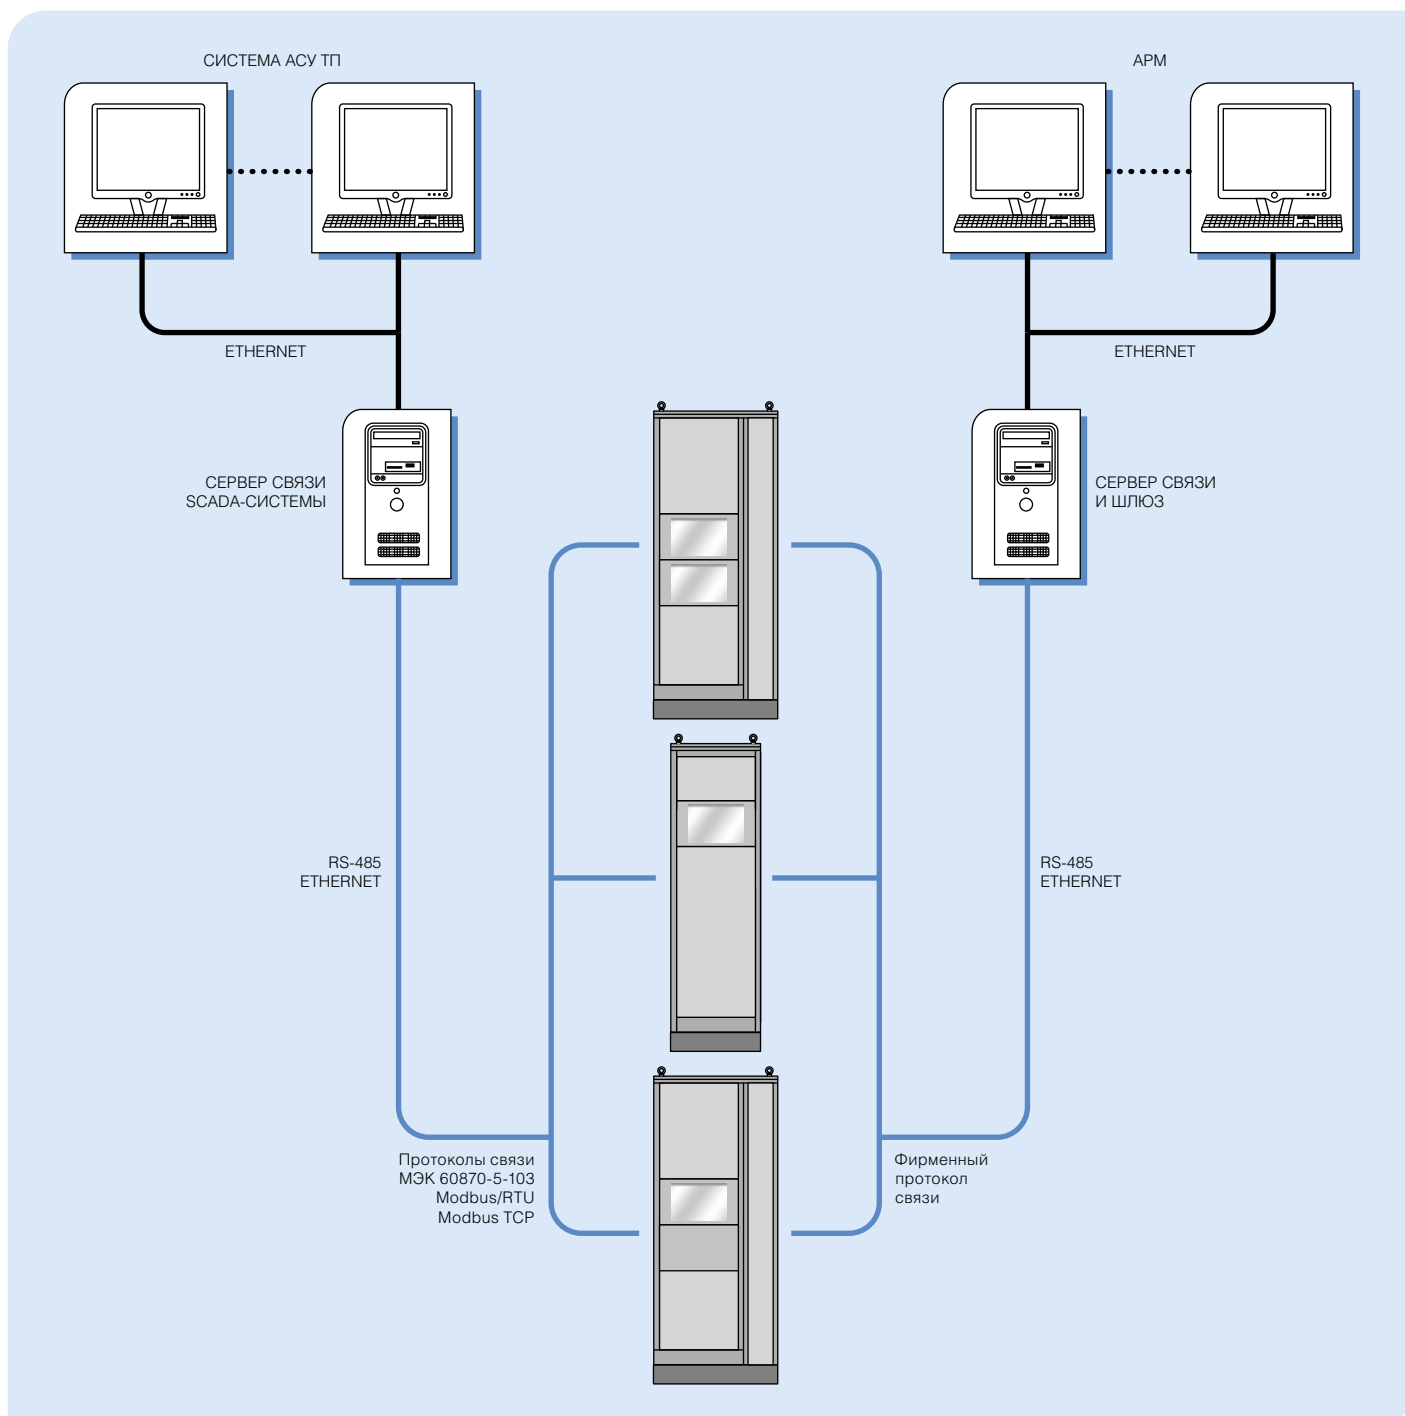 СИСТЕМА АСУ ТП
АРМ
ETHERNET
ETHERNET
СЕРВЕР СВЯЗИ
SCADA-СИСТЕМЫ
СЕРВЕР СВЯЗИ
И ШЛЮЗ
RS-485
ETHERNET
RS-485
ETHERNET
Протоколы связи
МЭК 60870-5-103
Modbus/RTU
Modbus TCP
Фирменный
протокол
связи